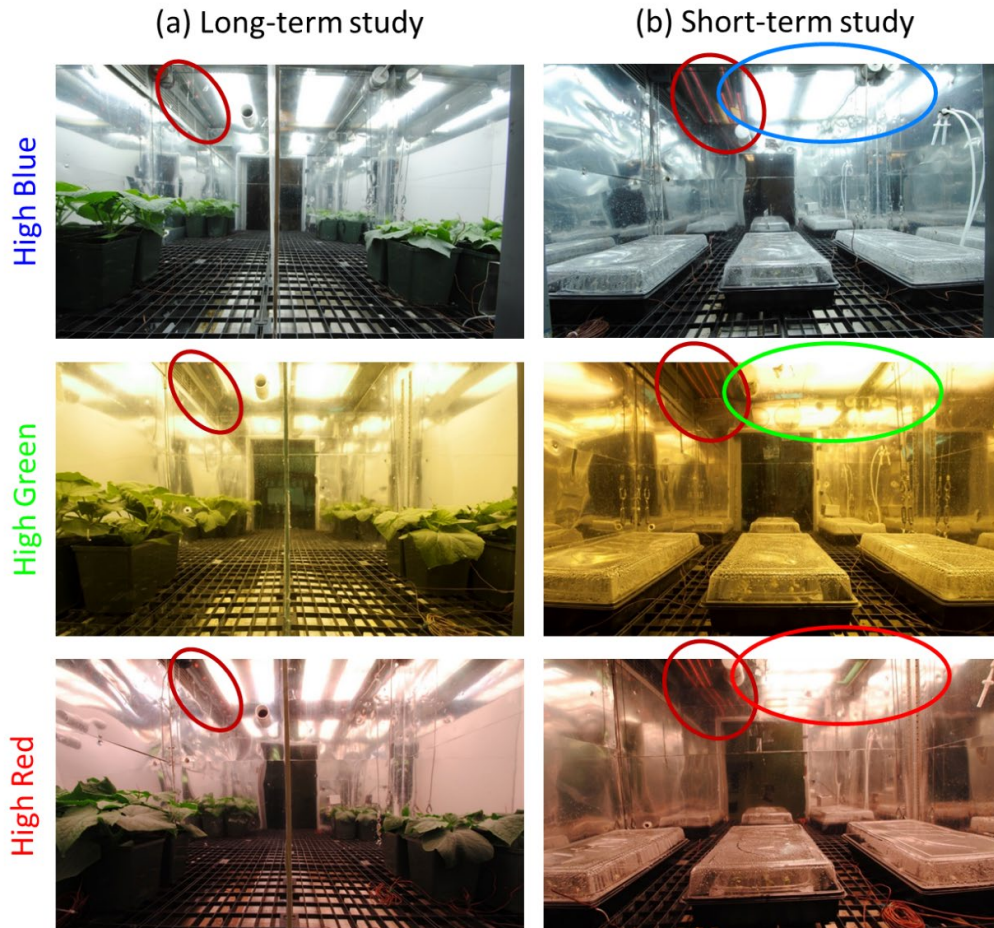 (a) Long-term study
(b) Short-term study
High Blue
High Green
High Red